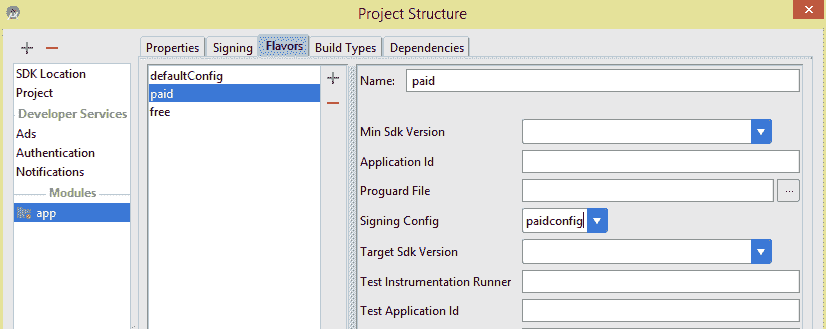 Project Structure
Properties Signing Flavors Build Types Dependencies
SDK Location
Project
Developer Services
Ads
Authentication
Notifications
Modules
app
defaultConfig
paid
free
Name: paid
Min Sdk Version
Application Id
Proguard File ...
Signing Config paidconfig
Target Sdk Version
Test Instrumentation Runner
Test Application Id